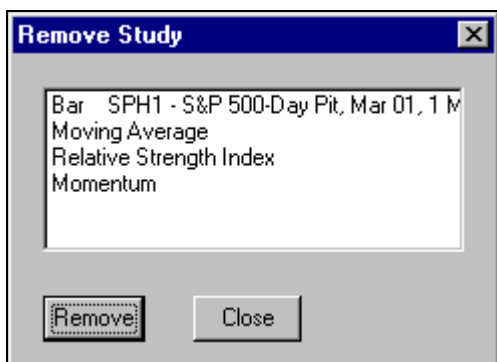 Remove Study
Bar SPH1 - S&P 500-Day Pit, Mar 01, 1 M
Moving Average
Relative Strength Index
Momentum
Remove Close